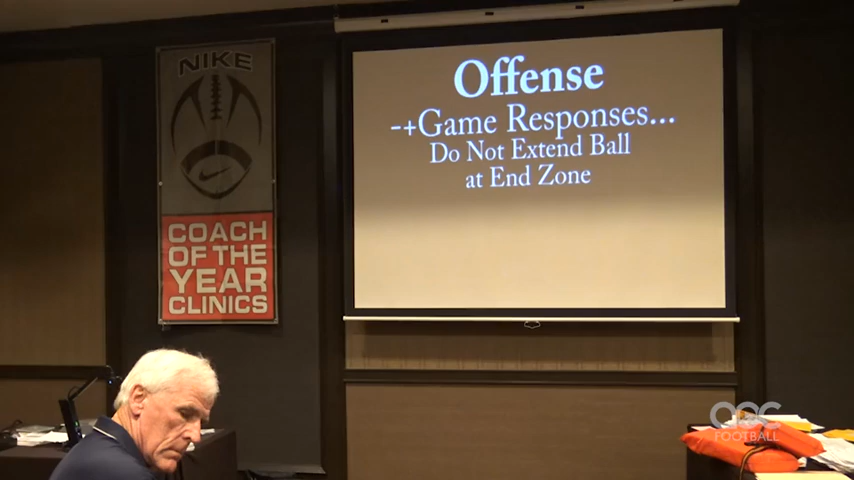 NIKE
COACH
OF THE
YEAR
CLINICS
Offense
-+Game Responses...
Do Not Extend Ball
at End Zone
FOOTBALL